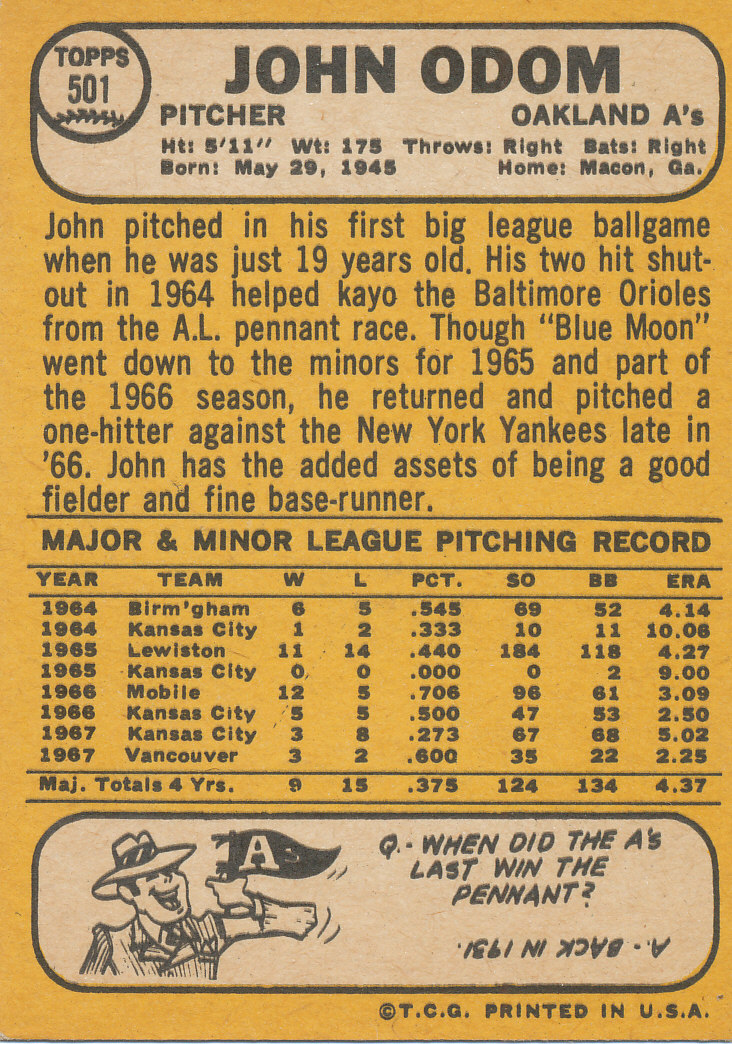 TOPPS
501
JOHN ODOM
PITCHER OAKLAND A's
Ht: 5'11" Wt: 175 Throws: Right Bats: Right
Born: May 29, 1945 Home: Macon, Ga.
John pitched in his first big league ballgame
when he was just 19 years old. His two hit shut-
out in 1964 helped kayo the Baltimore Orioles
from the A.L. pennant race. Though "Blue Moon"
went down to the minors for 1965 and part of
the 1966 season, he returned and pitched a
one-hitter against the New York Yankees late in
'66. John has the added assets of being a good
fielder and fine base-runner.
MAJOR & MINOR LEAGUE PITCHING RECORD
YEAR TEAM W L PCT. SO BB ERA
1964 Birm'gham 6 5 .545 69 52 4.14
1964 Kansas City 1 2 .333 10 11 10.06
1965 Lewiston 11 14 .440 184 118 4.27
1965 Kansas City 0 0 .000 0 2 9.00
1966 Mobile 12 5 .706 96 61 3.09
1966 Kansas City 5 5 .500 47 53 2.50
1967 Kansas City 3 8 .273 67 68 5.02
1967 Vancouver 3 2 .600 35 22 2.25
Maj. Totals 4 Yrs. 9 15 .375 124 134 4.37
A's
Q.- WHEN DID THE A's
LAST WIN THE
PENNANT?
A.- BACK IN 1931.
©T.C.G. PRINTED IN U.S.A.